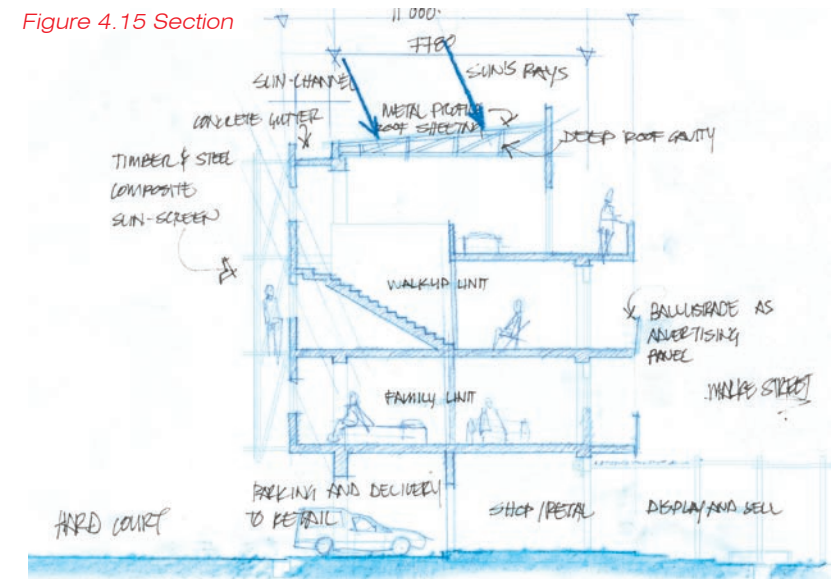 Figure 4.15 Section
11 000.
7780
SUN-CHANNEL
SUN'S RAYS
CONCRETE GUTTER
METAL PROFILE
ROOF SHEETING
DEEP ROOF CAVITY
TIMBER & STEEL
COMPOSITE
SUN-SCREEN
WALKUP UNIT
BALLUSTRADE AS
ADVERTISING
PANEL
STREET
FAMILY UNIT
PARKING AND DELIVERY
TO RETAIL
HARD COURT
SHOP/RETAIL
DISPLAY AND SELL